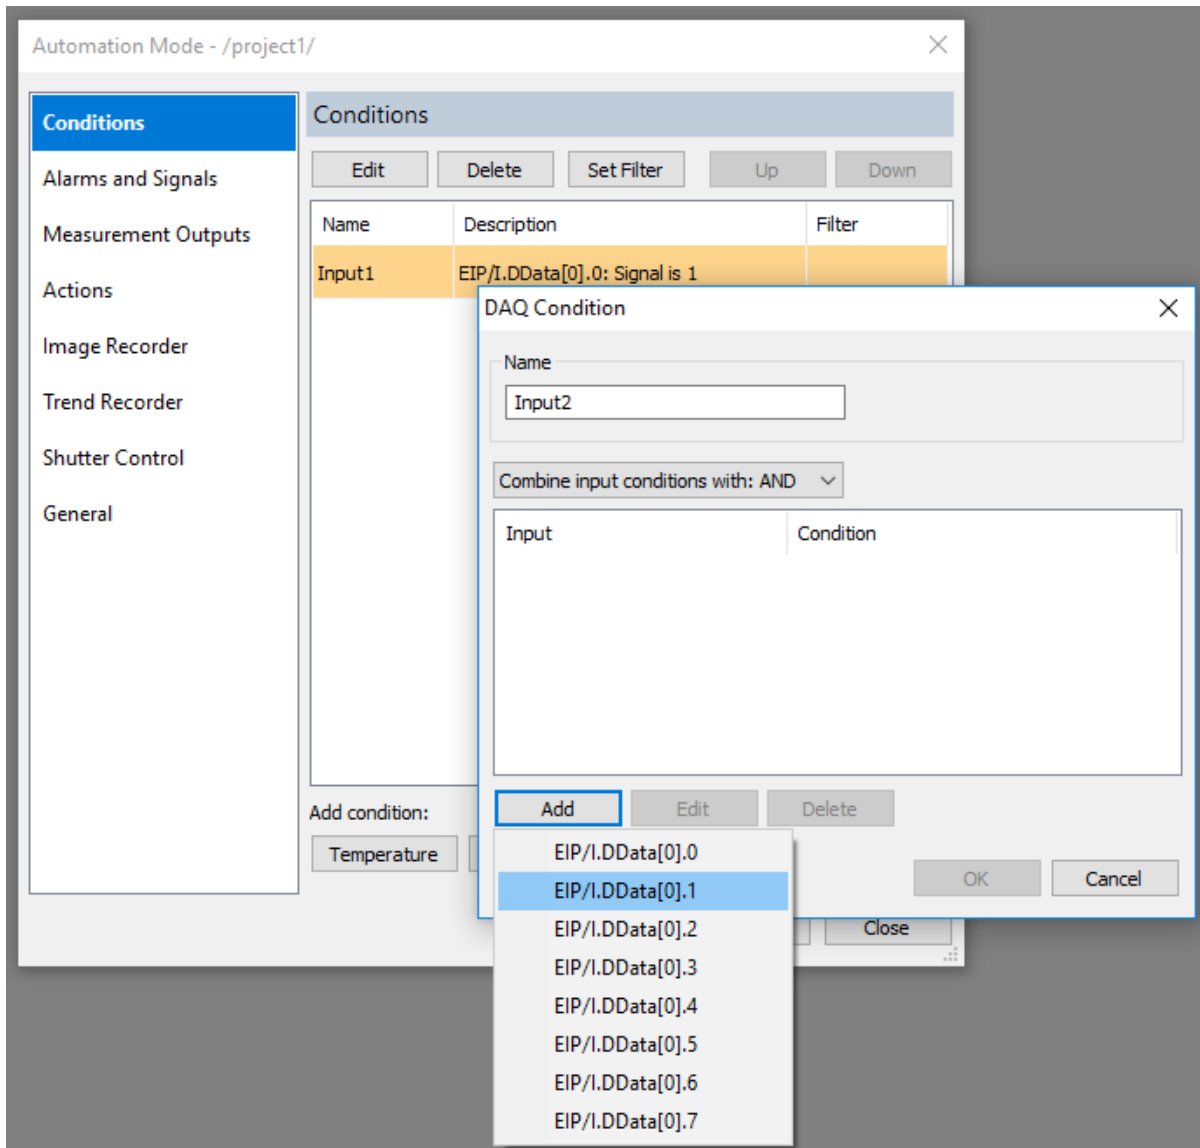 Automation Mode - /project1/
Conditions
Alarms and Signals
Measurement Outputs
Actions
Image Recorder
Trend Recorder
Shutter Control
General
Conditions
Edit Delete Set Filter Up Down
Name Description Filter
Input1 EIP/I.DData[0].0: Signal is 1
Add condition:
Temperature
Close
DAQ Condition
Name
Input2
Combine input conditions with: AND
Input Condition
Add Edit Delete
OK Cancel
EIP/I.DData[0].0
EIP/I.DData[0].1
EIP/I.DData[0].2
EIP/I.DData[0].3
EIP/I.DData[0].4
EIP/I.DData[0].5
EIP/I.DData[0].6
EIP/I.DData[0].7